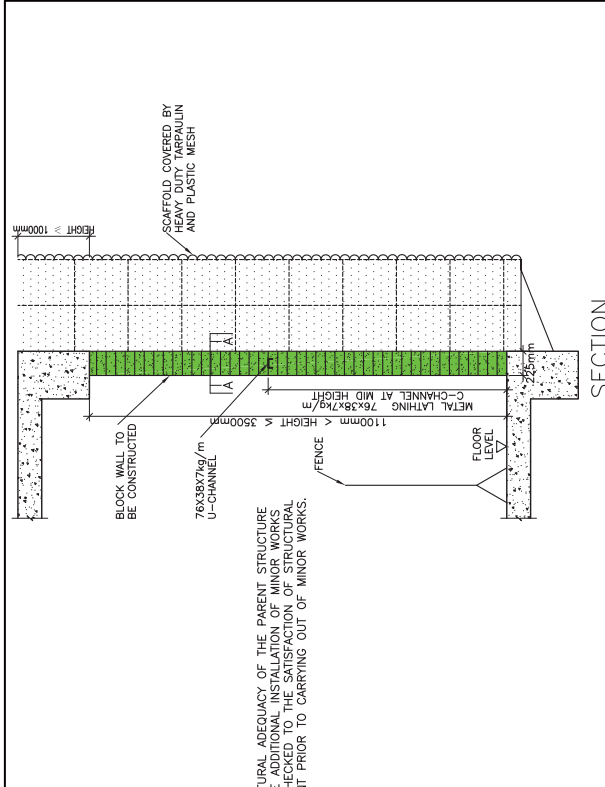 HEIGHT ⩾ 1000mm
SCAFFOLD COVERED BY
HEAVY DUTY TARPAULIN
AND PLASTIC MESH
BLOCK WALL TO
BE CONSTRUCTED
A
A
76X38X7kg/m
U-CHANNEL
1100mm < HEIGHT ≤ 3500mm
METAL LATHING 76x38x7kg/m
C-CHANNEL AT MID HEIGHT
FENCE
FLOOR
LEVEL
225mm
SECTION
TURAL ADEQUACY OF THE PARENT STRUCTURE
E ADDITIONAL INSTALLATION OF MINOR WORKS
HECKED TO THE SATISFACTION OF STRUCTURAL
NT PRIOR TO CARRYING OUT OF MINOR WORKS.